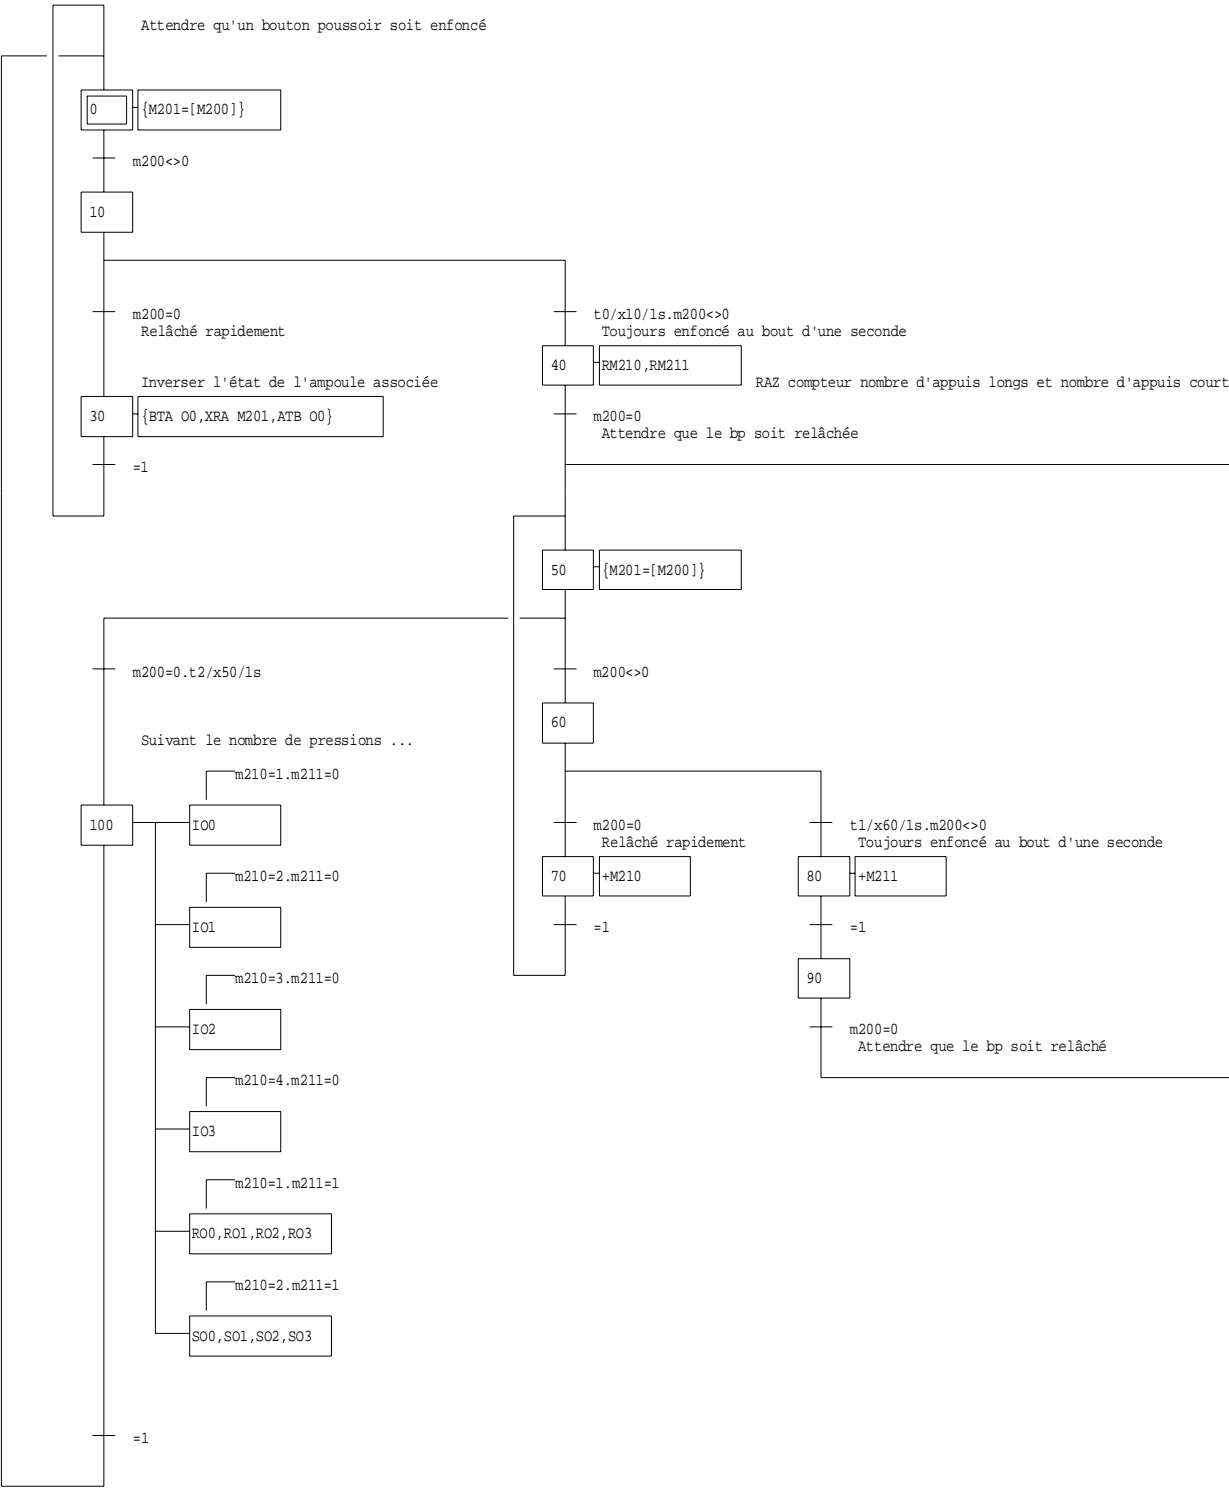 Attendre qu'un bouton poussoir soit enfoncé
0
{M201=[M200]}
m200<>0
10
m200=0
Relâché rapidement
t0/x10/1s.m200<>0
Toujours enfoncé au bout d'une seconde
40
RM210,RM211
RAZ compteur nombre d'appuis longs et nombre d'appuis court
Inverser l'état de l'ampoule associée
30
{BTA O0,XRA M201,ATB O0}
m200=0
Attendre que le bp soit relâchée
=1
50
{M201=[M200]}
m200=0.t2/x50/1s
m200<>0
60
Suivant le nombre de pressions ...
m210=1.m211=0
100
IO0
m200=0
Relâché rapidement
t1/x60/1s.m200<>0
Toujours enfoncé au bout d'une seconde
70
+M210
80
+M211
m210=2.m211=0
IO1
=1
=1
90
m210=3.m211=0
IO2
m200=0
Attendre que le bp soit relâché
m210=4.m211=0
IO3
m210=1.m211=1
RO0,RO1,RO2,RO3
m210=2.m211=1
SO0,SO1,SO2,SO3
=1